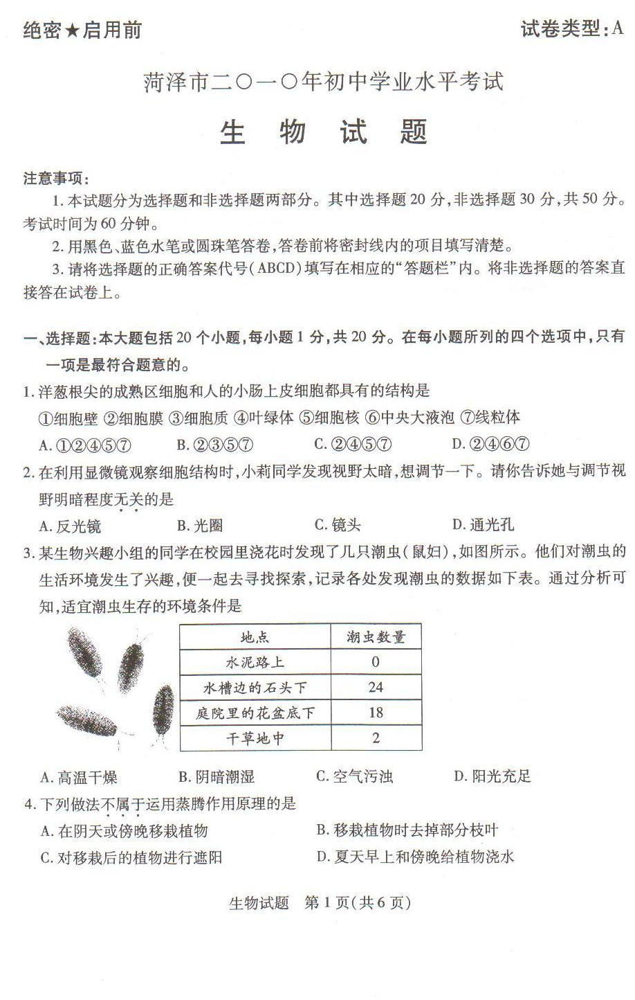 绝密★启用前
试卷类型:A
菏泽市二〇一〇年初中学业水平考试
生 物 试 题
注意事项:
1.本试题分为选择题和非选择题两部分。其中选择题20分,非选择题30分,共50分。
考试时间为60分钟。
2.用黑色、蓝色水笔或圆珠笔答卷,答卷前将密封线内的项目填写清楚。
3.请将选择题的正确答案代号(ABCD)填写在相应的“答题栏”内。将非选择题的答案直
接答在试卷上。
一、选择题:本大题包括20个小题,每小题1分,共20分。在每小题所列的四个选项中,只有
一项是最符合题意的。
1.洋葱根尖的成熟区细胞和人的小肠上皮细胞都具有的结构是
①细胞壁 ②细胞膜 ③细胞质 ④叶绿体 ⑤细胞核 ⑥中央大液泡 ⑦线粒体
A.①②④⑤⑦ B.②③⑤⑦ C.②④⑤⑦ D.②④⑥⑦
2.在利用显微镜观察细胞结构时,小莉同学发现视野太暗,想调节一下。请你告诉她与调节视
野明暗程度无关的是
A.反光镜 B.光圈 C.镜头 D.通光孔
3.某生物兴趣小组的同学在校园里浇花时发现了几只潮虫(鼠妇),如图所示。他们对潮虫的
生活环境发生了兴趣,便一起去寻找探索,记录各处发现潮虫的数据如下表。通过分析可
知,适宜潮虫生存的环境条件是
地点 潮虫数量
水泥路上 0
水槽边的石头下 24
庭院里的花盆底下 18
干草地中 2
A.高温干燥 B.阴暗潮湿 C.空气污浊 D.阳光充足
4.下列做法不属于运用蒸腾作用原理的是
A.在阴天或傍晚移栽植物 B.移栽植物时去掉部分枝叶
C.对移栽后的植物进行遮阳 D.夏天早上和傍晚给植物浇水
生物试题 第1页(共6页)